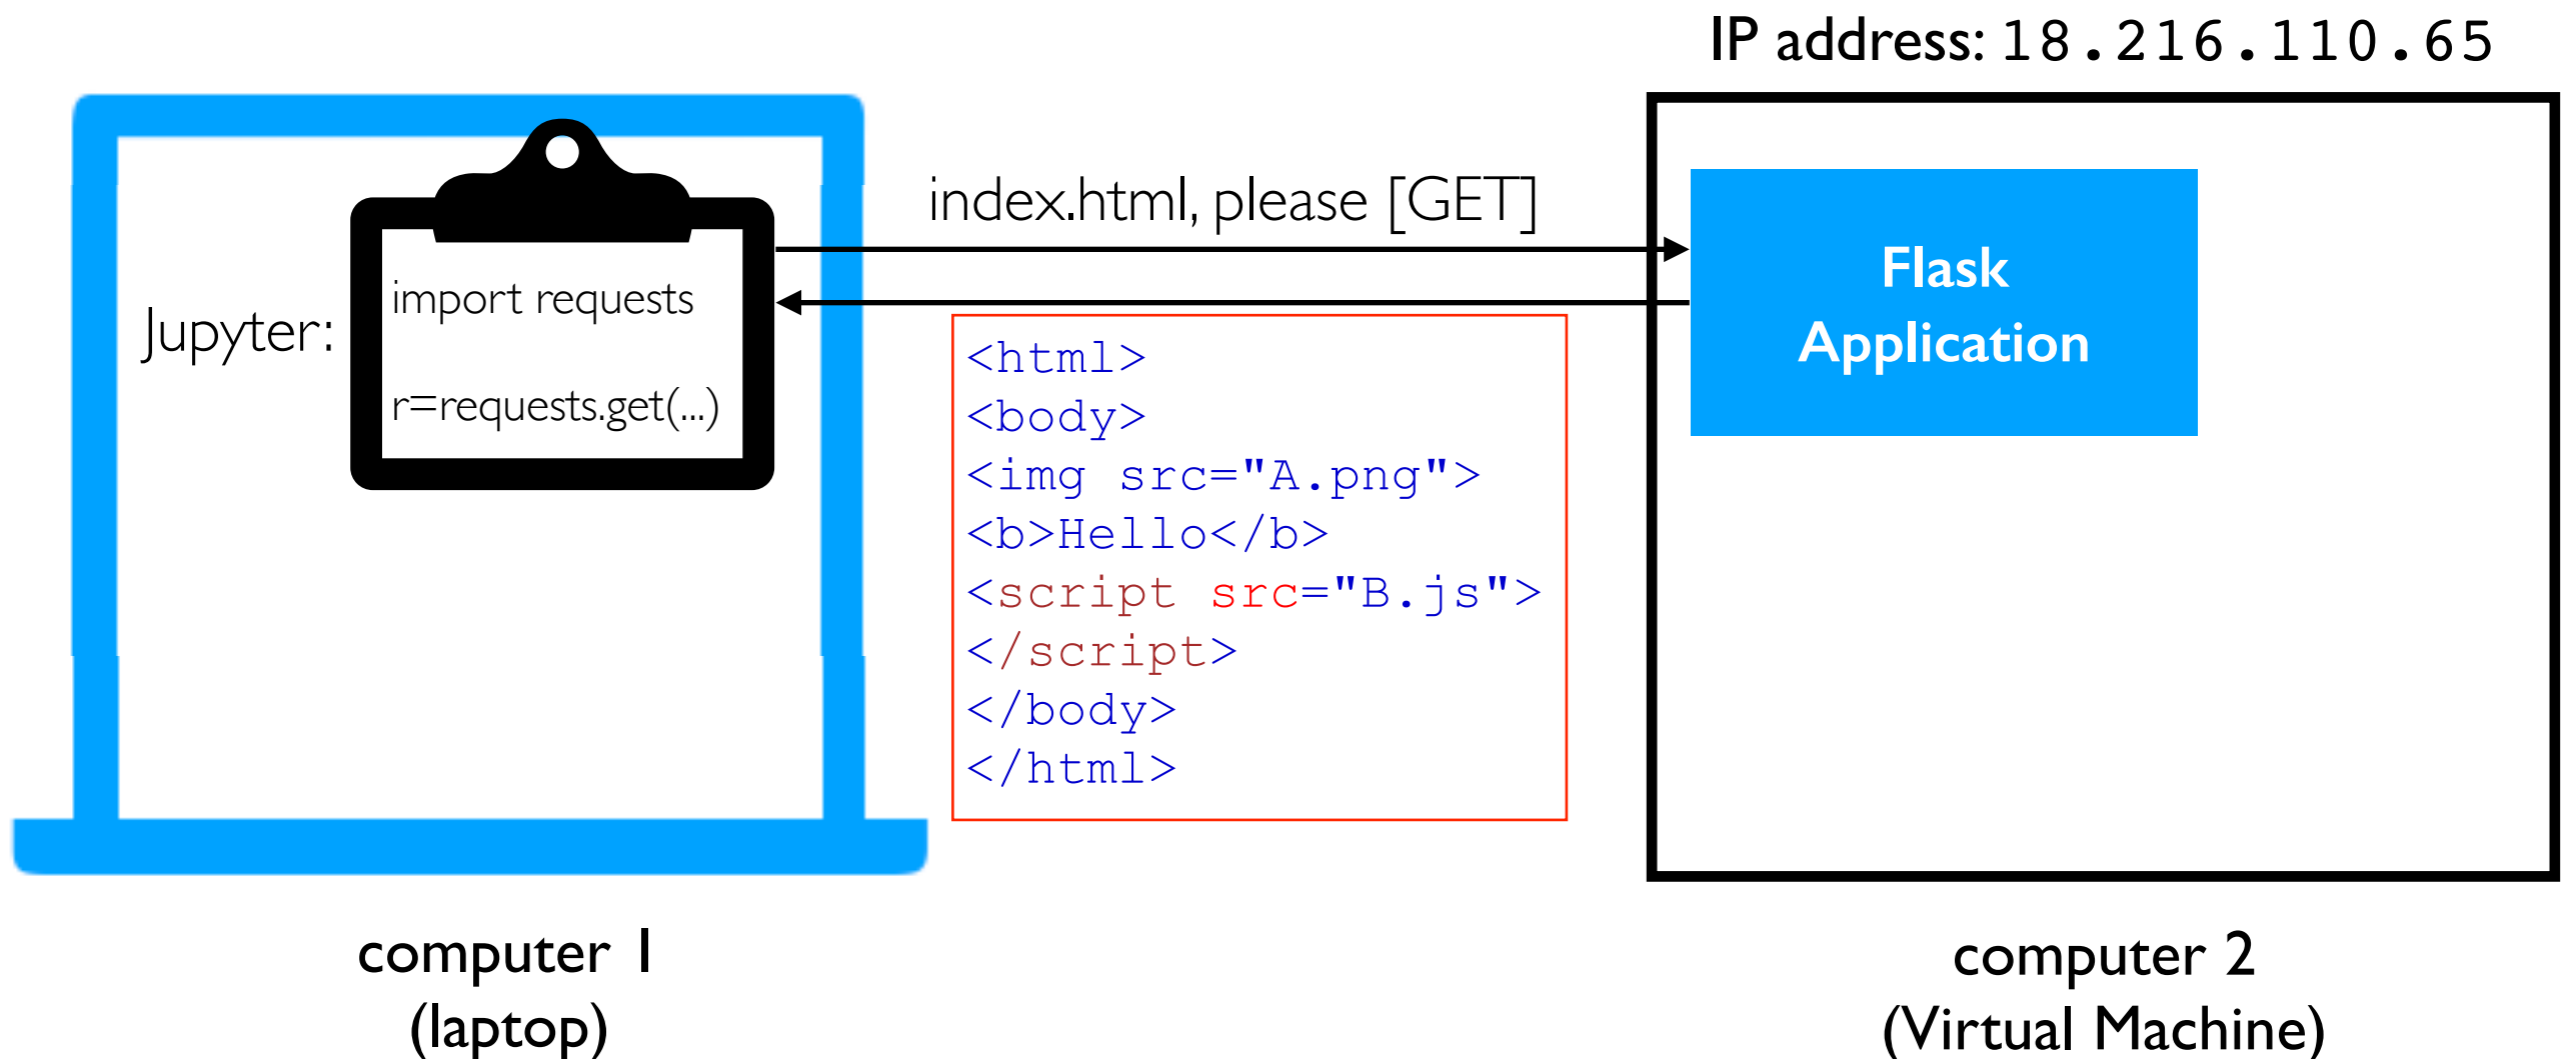 IP address: 18.216.110.65
index.html, please [GET]
Jupyter:
import requests
r=requests.get(...)
<html>
<body>
<img src="A.png">
<b>Hello</b>
<script src="B.js">
</script>
</body>
</html>
Flask
Application
computer 1
(laptop)
computer 2
(Virtual Machine)